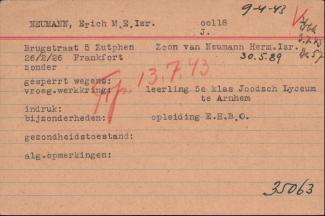 9-4-43
NEUMANN, Erich M.E.Isr. oo118
J.
Brugstraat 5 Zutphen Zoon van Neumann Herm.Isr.
26/2/26 Frankfort 30.5.89
zonder
gesperrt wegens:
13.7.43
vroeg.werkkring: leerling 5e klas Joodsch Lyceum
te Arnhem
indruk:
bijzonderheden: opleiding E.H.B.O.
gezondheidstoestand:
alg.opmerkingen:
35063